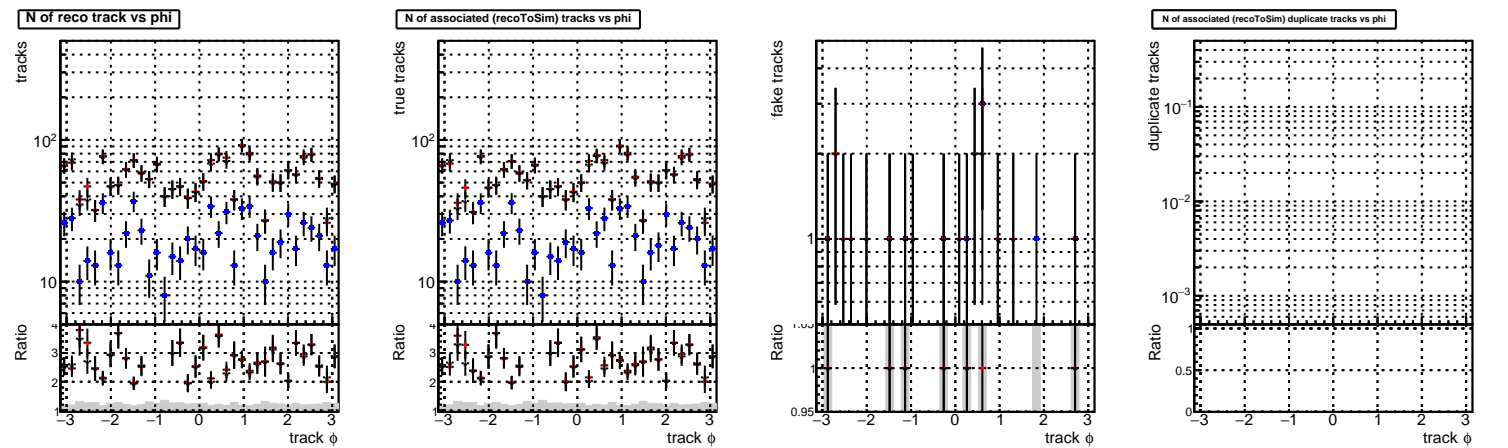 N of reco track vs phi
tracks
10²
10
Ratio
4
3
2
1
−3 −2 −1 0 1 2 3
track ϕ
N of associated (recoToSim) tracks vs phi
true tracks
10²
10
Ratio
4
3
2
1
−3 −2 −1 0 1 2 3
track ϕ
fake tracks
1
Ratio
1.05
1
0.95
−3 −2 −1 0 1 2 3
track ϕ
N of associated (recoToSim) duplicate tracks vs phi
duplicate tracks
10⁻¹
10⁻²
10⁻³
Ratio
1
0.5
0
−3 −2 −1 0 1 2 3
track ϕ